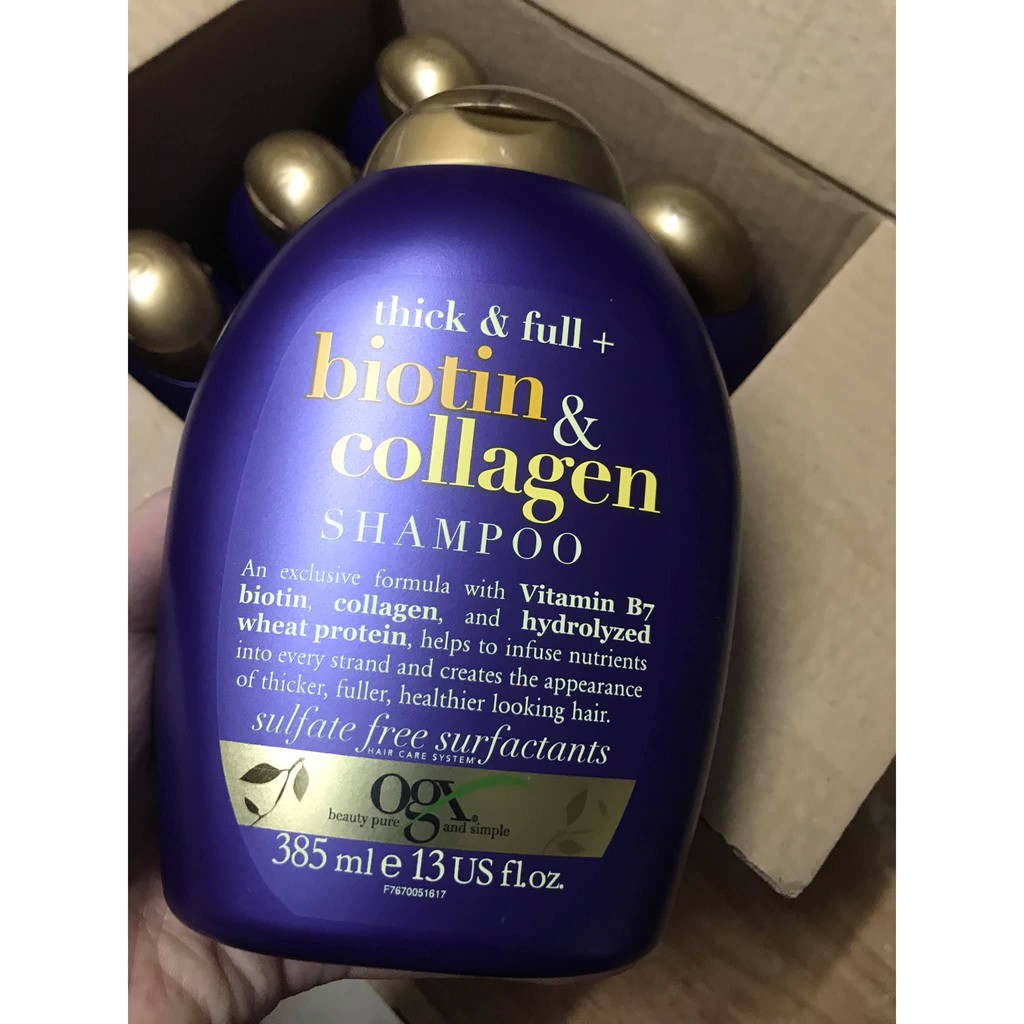 thick & full +
biotin &
collagen
SHAMPOO
An exclusive formula with Vitamin B7
biotin, collagen, and hydrolyzed
wheat protein, helps to infuse nutrients
into every strand and creates the appearance
of thicker, fuller, healthier looking hair.
sulfate free surfactants
HAIR CARE SYSTEM
ogx®
beauty pure and simple
385 ml e 13 US fl.oz.
F7670051617